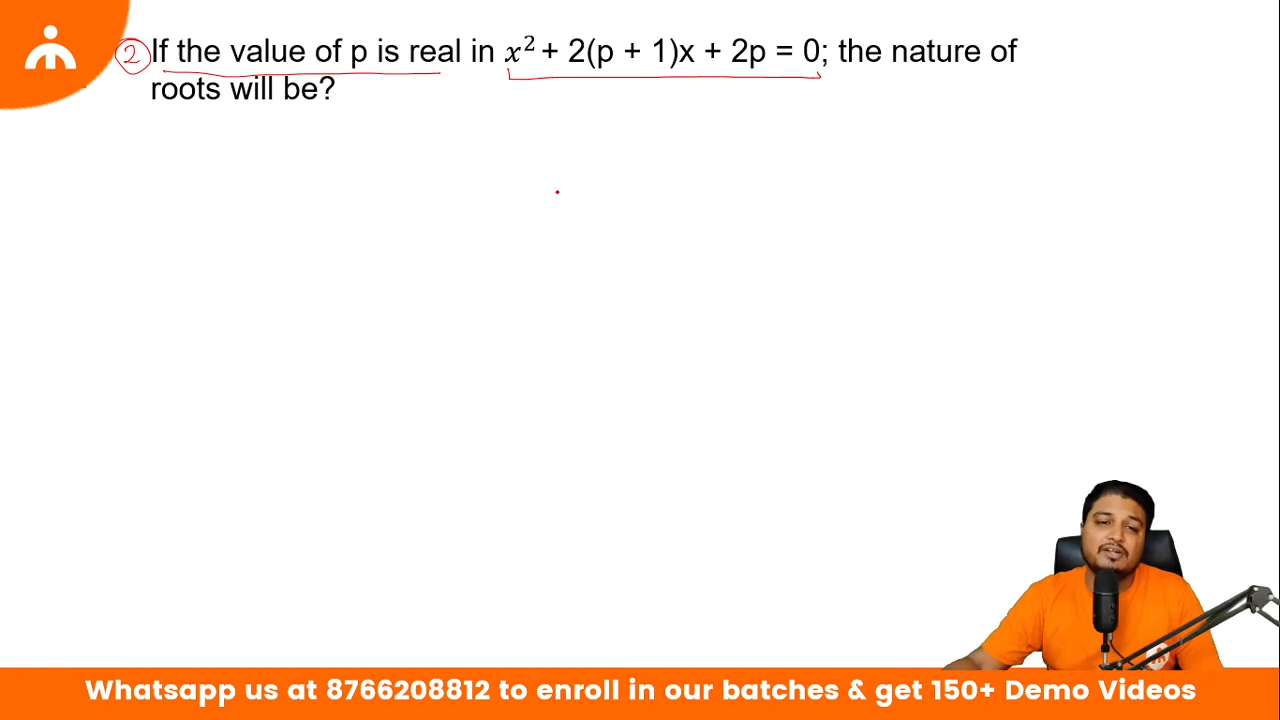 ② If the value of p is real in 𝑥² + 2(p + 1)x + 2p = 0; the nature of
roots will be?
Whatsapp us at 8766208812 to enroll in our batches & get 150+ Demo Videos